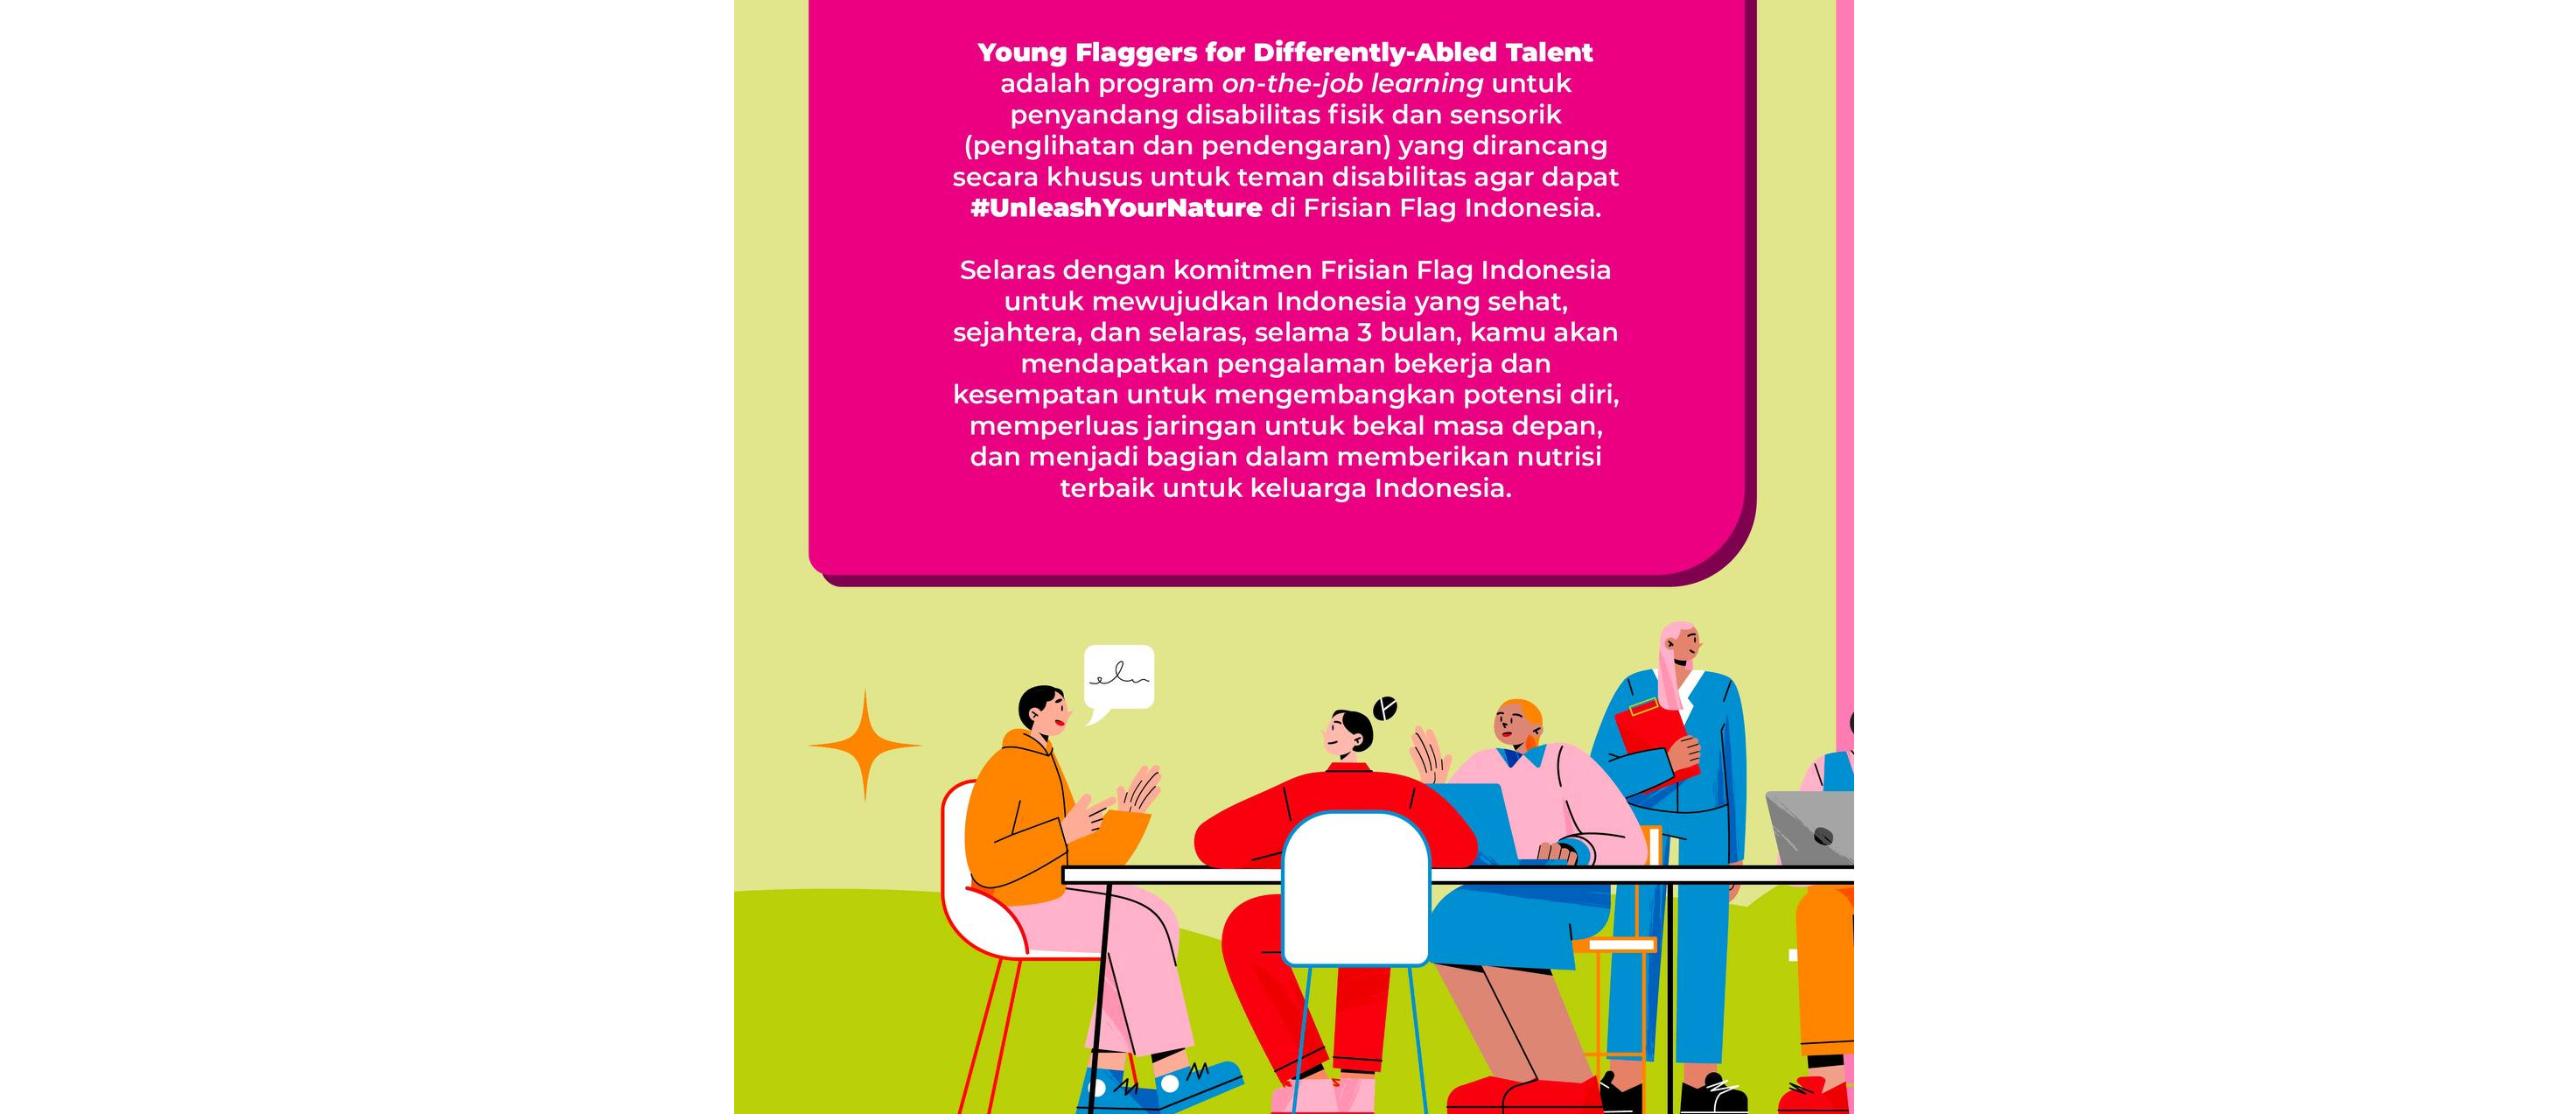 Young Flaggers for Differently-Abled Talent
adalah program on-the-job learning untuk
penyandang disabilitas fisik dan sensorik
(penglihatan dan pendengaran) yang dirancang
secara khusus untuk teman disabilitas agar dapat
#UnleashYourNature di Frisian Flag Indonesia.
Selaras dengan komitmen Frisian Flag Indonesia
untuk mewujudkan Indonesia yang sehat,
sejahtera, dan selaras, selama 3 bulan, kamu akan
mendapatkan pengalaman bekerja dan
kesempatan untuk mengembangkan potensi diri,
memperluas jaringan untuk bekal masa depan,
dan menjadi bagian dalam memberikan nutrisi
terbaik untuk keluarga Indonesia.